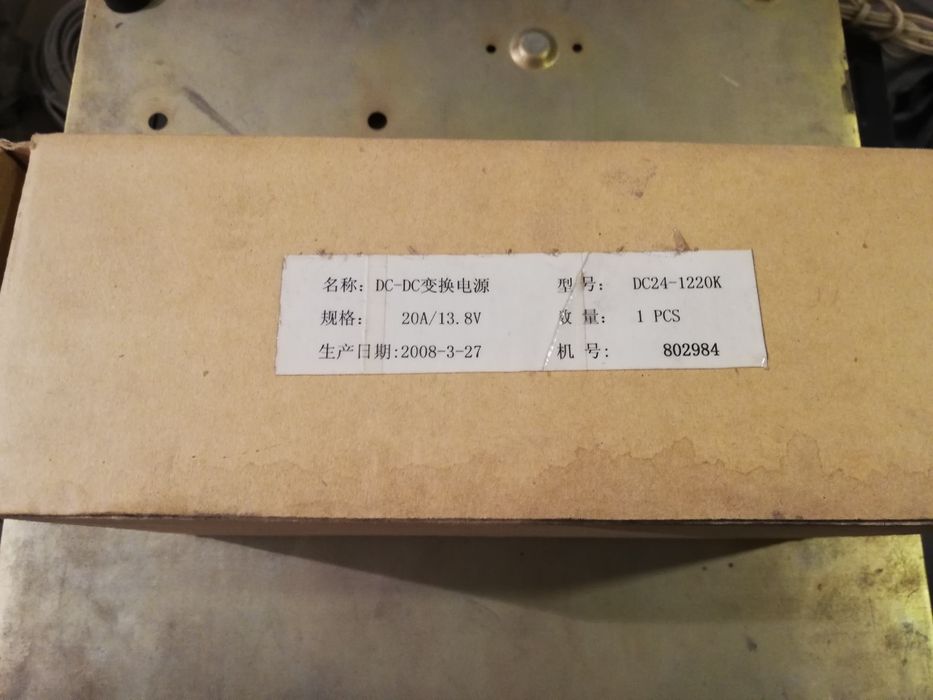 名称: DC-DC变换电源 型号: DC24-1220K
规格: 20A/13.8V 数 量: 1 PCS
生产日期:2008-3-27 机 号: 802984